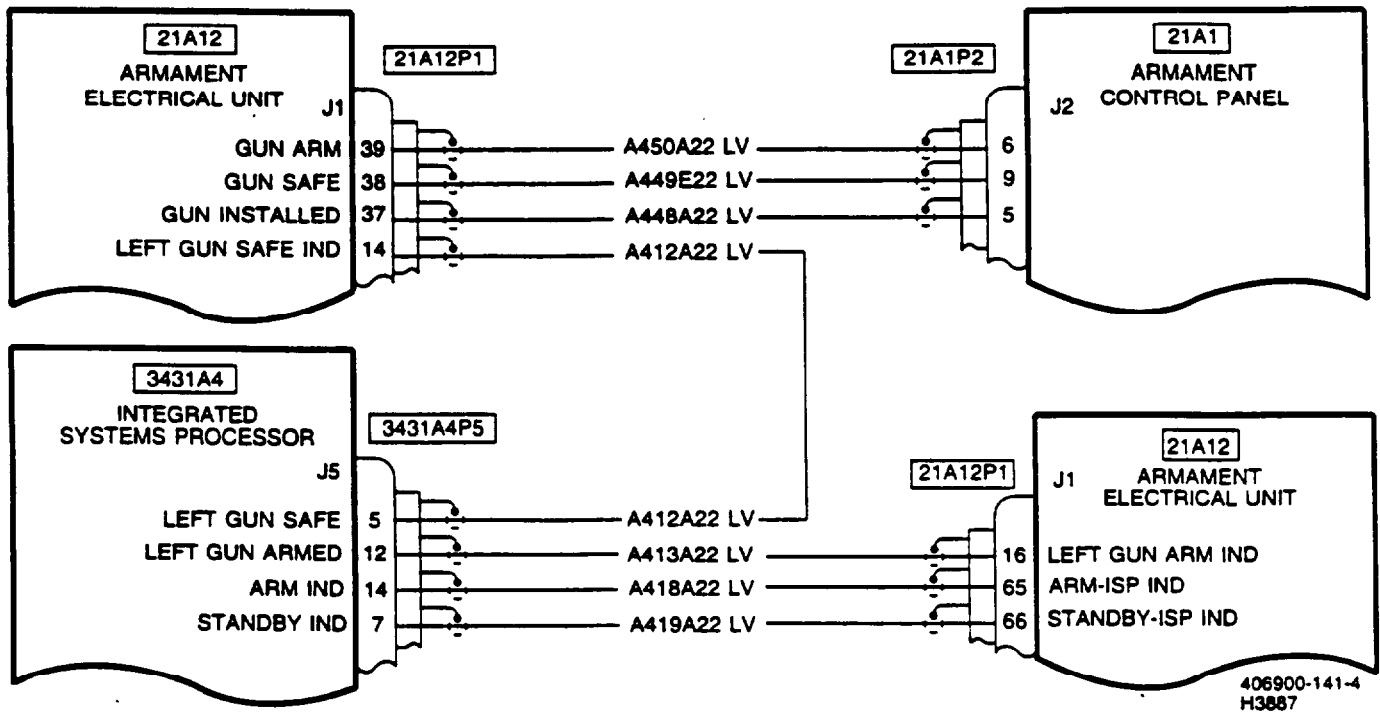 21A12
ARMAMENT
ELECTRICAL UNIT
21A12P1
J1
GUN ARM 39 A450A22 LV 6
GUN SAFE 38 A449E22 LV 9
GUN INSTALLED 37 A448A22 LV 5
LEFT GUN SAFE IND 14 A412A22 LV
21A1P2
21A1
ARMAMENT
CONTROL PANEL
J2
3431A4
INTEGRATED
SYSTEMS PROCESSOR
3431A4P5
J5
21A12P1
21A12
J1
ARMAMENT
ELECTRICAL UNIT
LEFT GUN SAFE 5 A412A22 LV
LEFT GUN ARMED 12 A413A22 LV 16 LEFT GUN ARM IND
ARM IND 14 A418A22 LV 65 ARM-ISP IND
STANDBY IND 7 A419A22 LV 66 STANDBY-ISP IND
406900-141-4
H3887